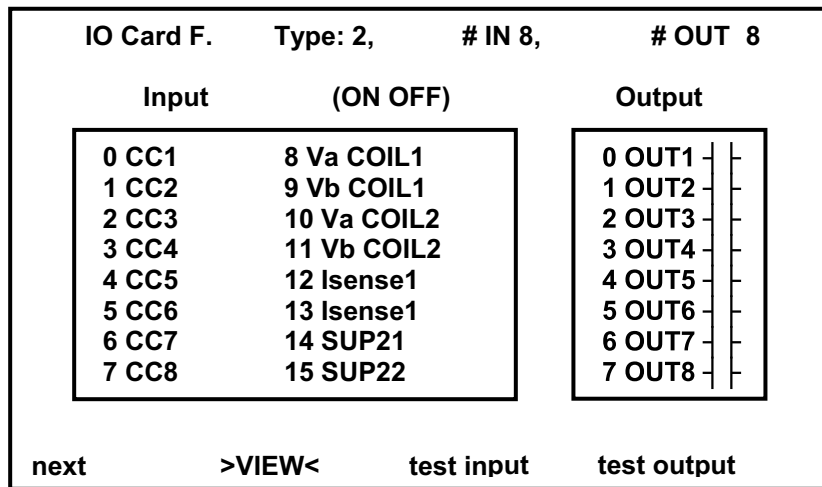 IO Card F. Type: 2, # IN 8, # OUT 8
Input (ON OFF) Output
0 CC1 8 Va COIL1 0 OUT1
1 CC2 9 Vb COIL1 1 OUT2
2 CC3 10 Va COIL2 2 OUT3
3 CC4 11 Vb COIL2 3 OUT4
4 CC5 12 Isense1 4 OUT5
5 CC6 13 Isense1 5 OUT6
6 CC7 14 SUP21 6 OUT7
7 CC8 15 SUP22 7 OUT8
next >VIEW< test input test output